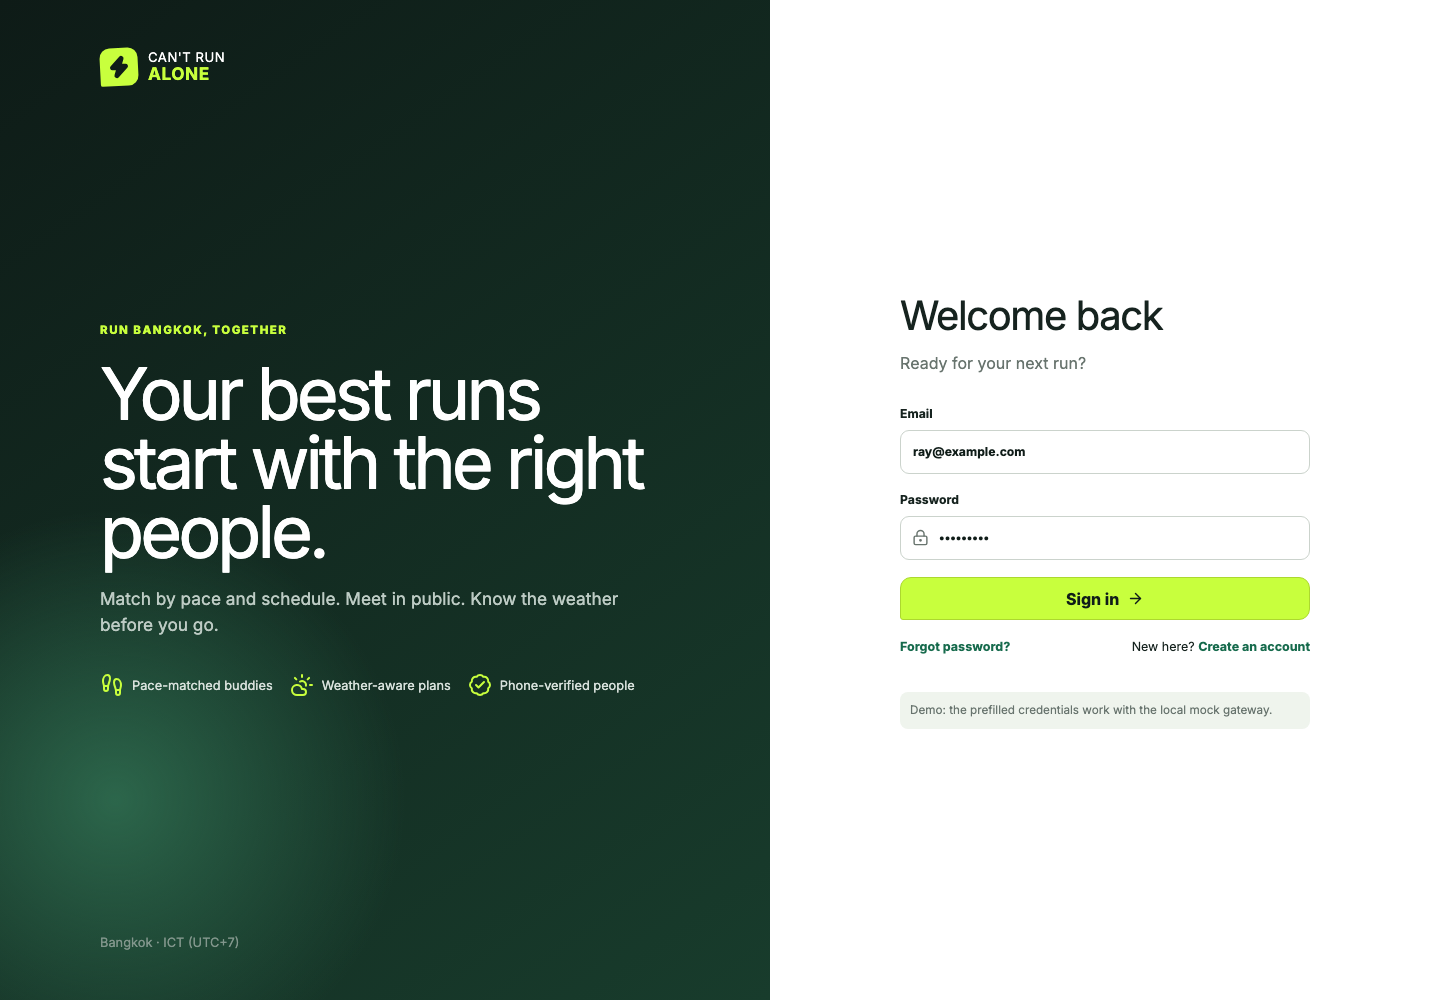 CAN'T RUN
ALONE
RUN BANGKOK, TOGETHER
Your best runs
start with the right
people.
Match by pace and schedule. Meet in public. Know the weather
before you go.
Pace-matched buddies
Weather-aware plans
Phone-verified people
Bangkok · ICT (UTC+7)
Welcome back
Ready for your next run?
Email
ray@example.com
Password
•••••••••
Sign in →
Forgot password?
New here? Create an account
Demo: the prefilled credentials work with the local mock gateway.